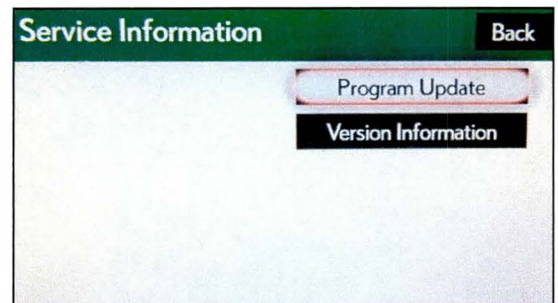 Service Information
Back
Program Update
Version Information